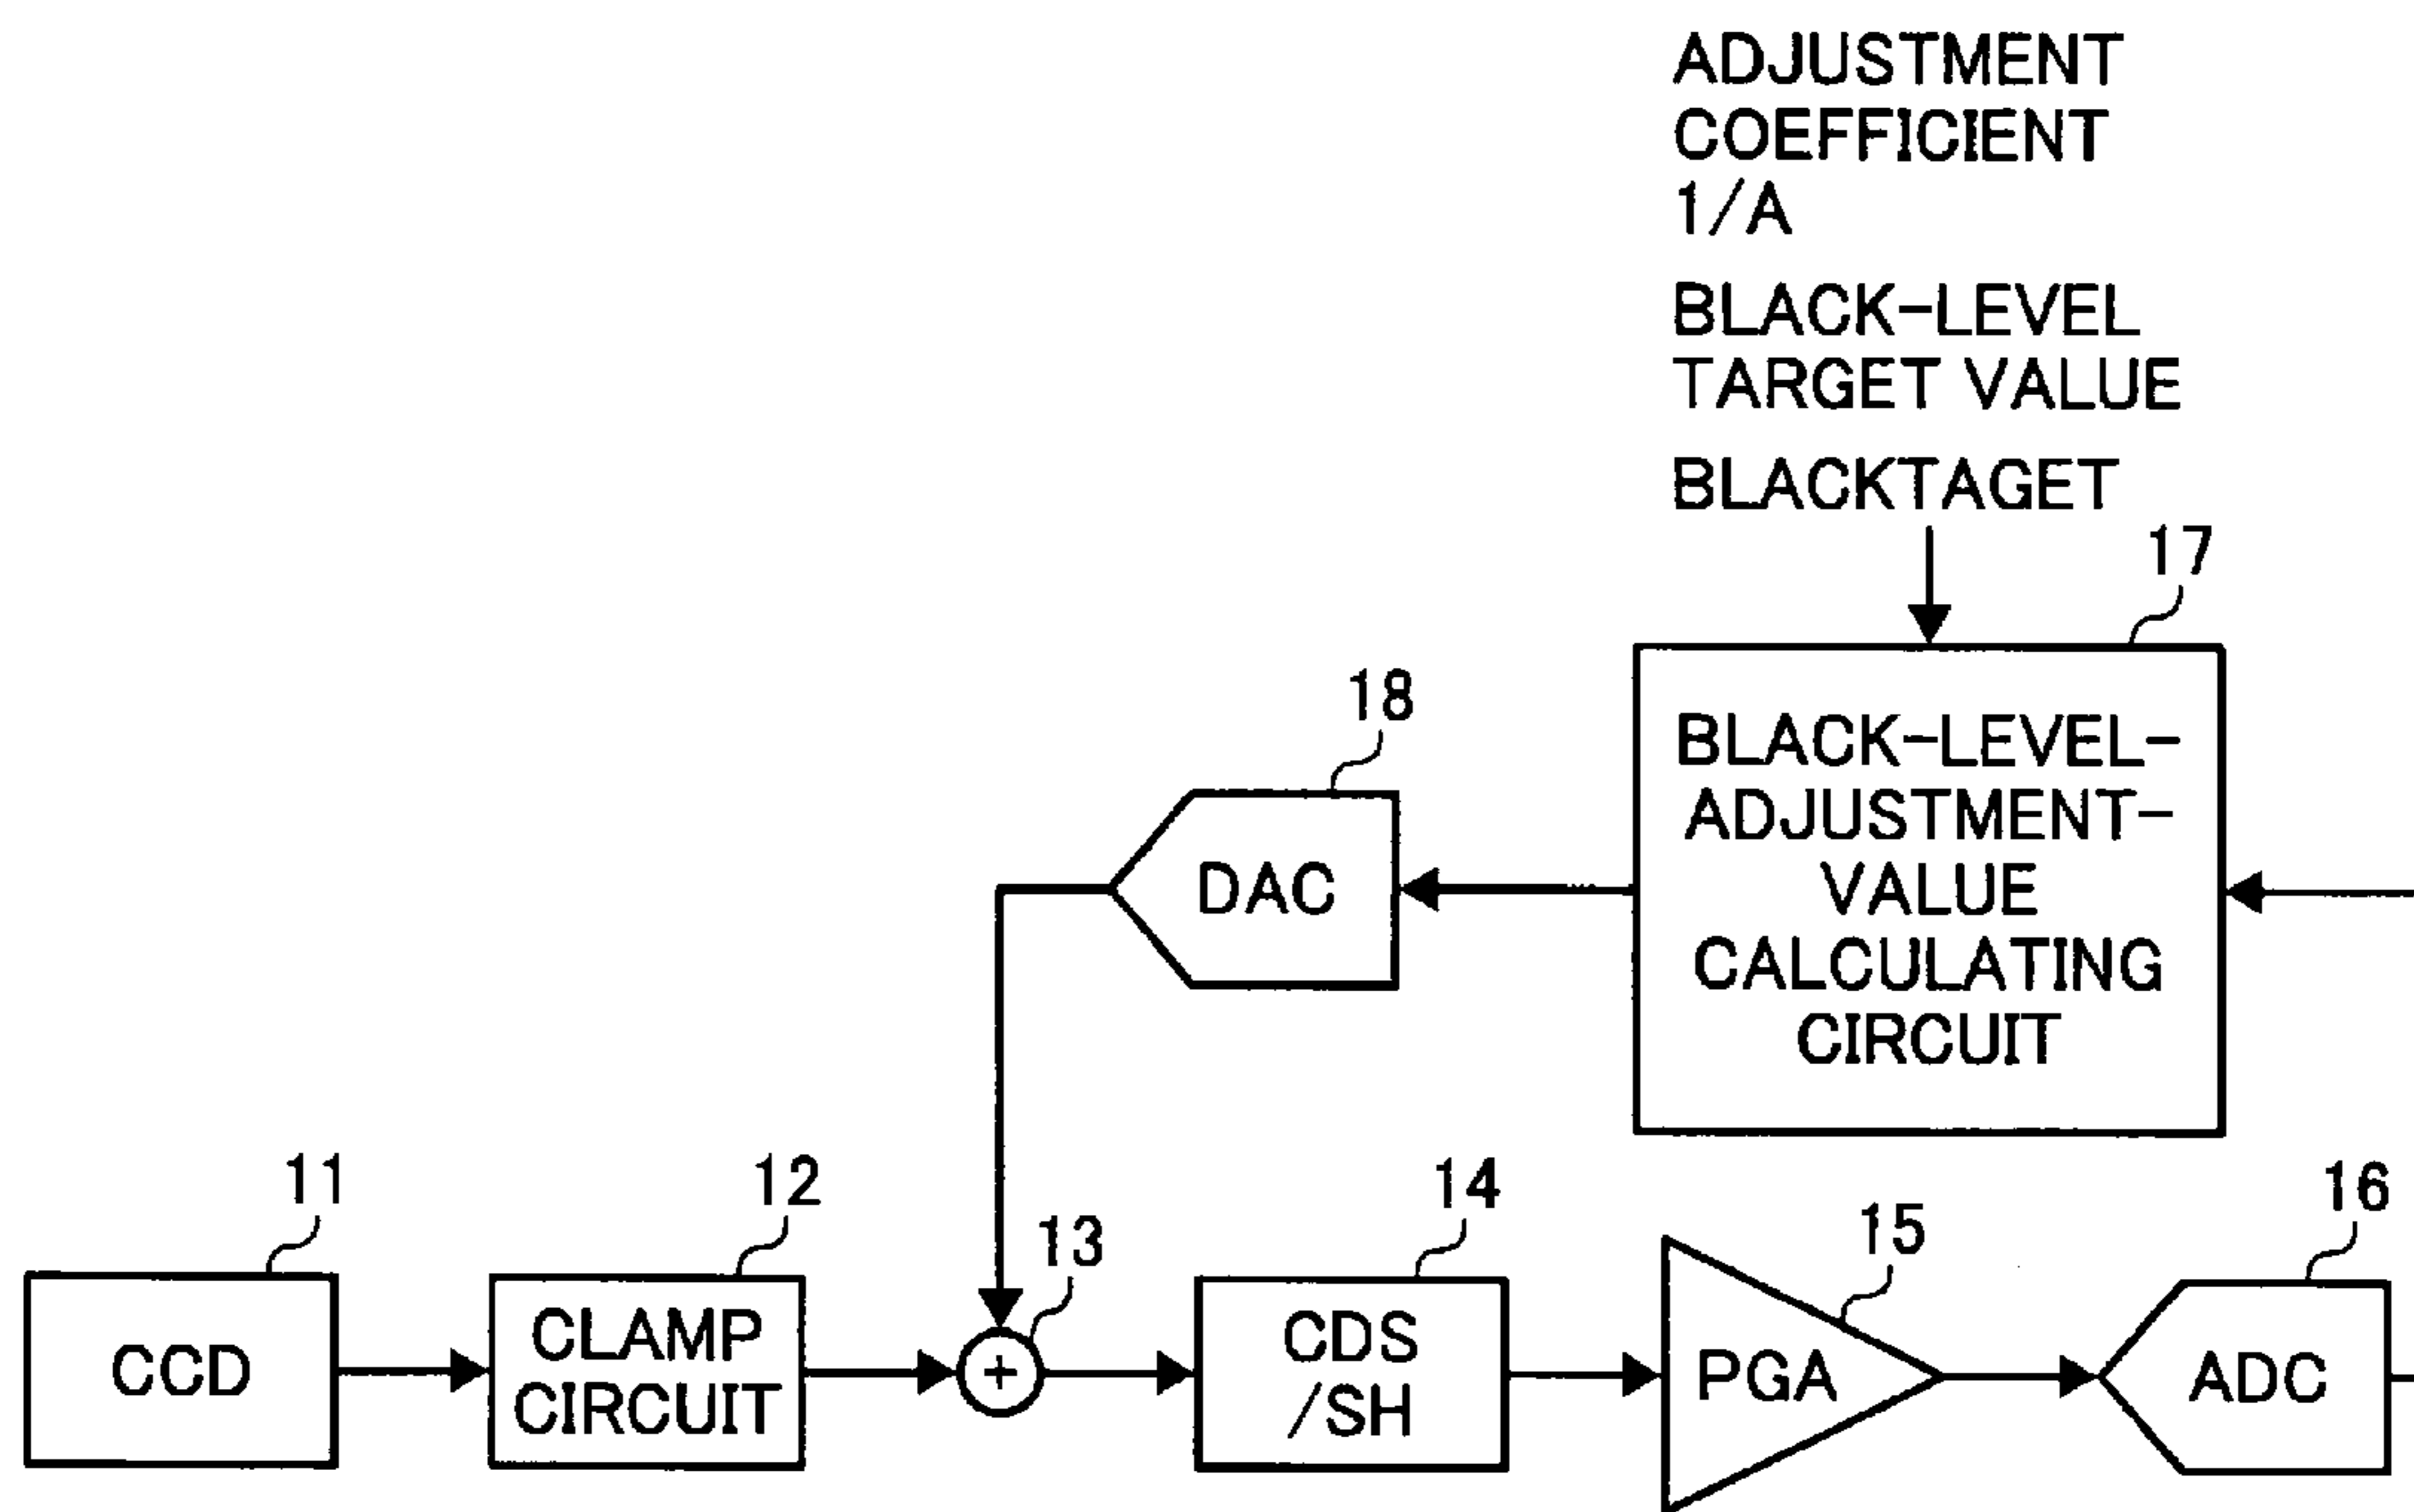 ADJUSTMENT
COEFFICIENT
1/A
BLACK-LEVEL
TARGET VALUE
BLACKTAGET
17
18
BLACK-LEVEL-
ADJUSTMENT-
VALUE
CALCULATING
CIRCUIT
DAC
11
12
13
14
15
16
CCD
CLAMP
CIRCUIT
+
CDS
/SH
PGA
ADC